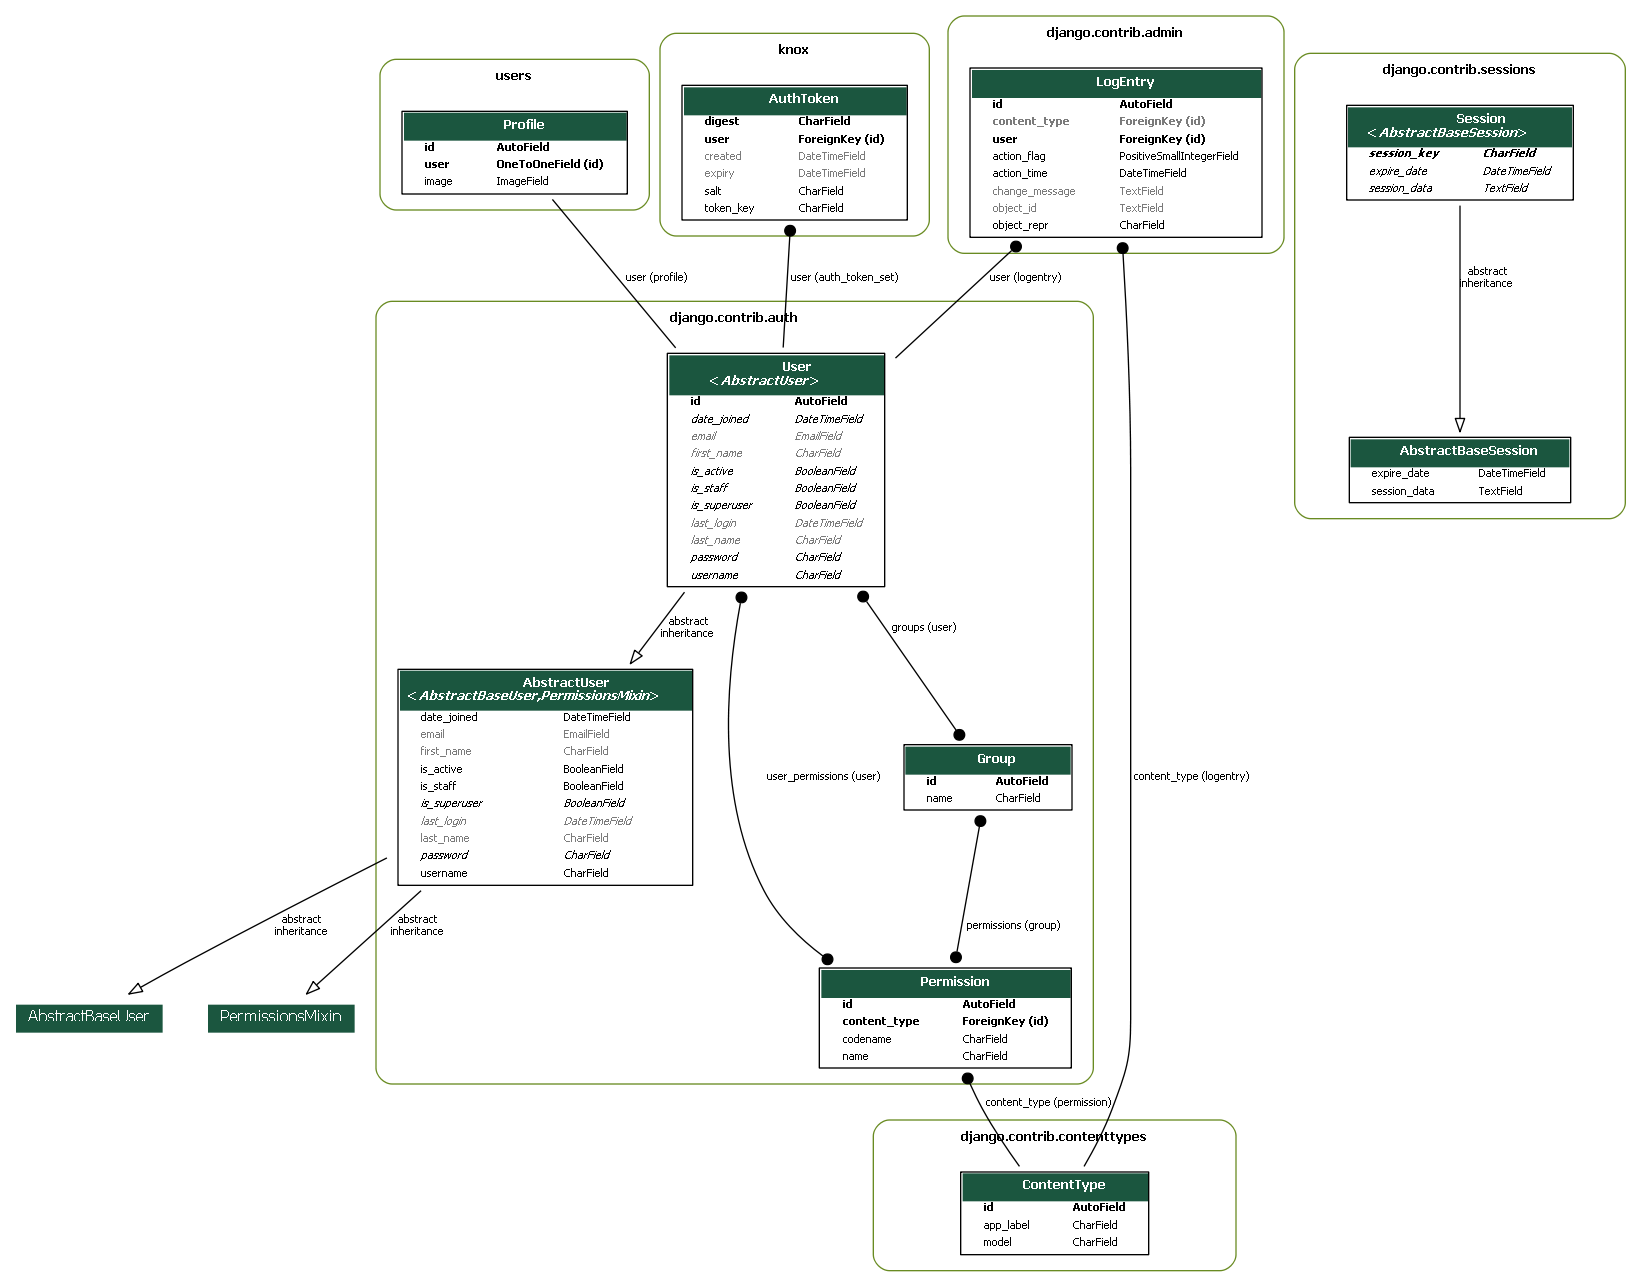 users
Profile
id AutoField
user OneToOneField (id)
image ImageField
knox
AuthToken
digest CharField
user ForeignKey (id)
created DateTimeField
expiry DateTimeField
salt CharField
token_key CharField
django.contrib.admin
LogEntry
id AutoField
content_type ForeignKey (id)
user ForeignKey (id)
action_flag PositiveSmallIntegerField
action_time DateTimeField
change_message TextField
object_id TextField
object_repr CharField
django.contrib.sessions
Session
<AbstractBaseSession>
session_key CharField
expire_date DateTimeField
session_data TextField
abstract
inheritance
AbstractBaseSession
expire_date DateTimeField
session_data TextField
user (profile)
user (auth_token_set)
user (logentry)
django.contrib.auth
User
<AbstractUser>
id AutoField
date_joined DateTimeField
email EmailField
first_name CharField
is_active BooleanField
is_staff BooleanField
is_superuser BooleanField
last_login DateTimeField
last_name CharField
password CharField
username CharField
abstract
inheritance
groups (user)
AbstractUser
<AbstractBaseUser,PermissionsMixin>
date_joined DateTimeField
email EmailField
first_name CharField
is_active BooleanField
is_staff BooleanField
is_superuser BooleanField
last_login DateTimeField
last_name CharField
password CharField
username CharField
user_permissions (user)
Group
id AutoField
name CharField
content_type (logentry)
abstract
inheritance
abstract
inheritance
permissions (group)
AbstractBaseUser
PermissionsMixin
Permission
id AutoField
content_type ForeignKey (id)
codename CharField
name CharField
content_type (permission)
django.contrib.contenttypes
ContentType
id AutoField
app_label CharField
model CharField